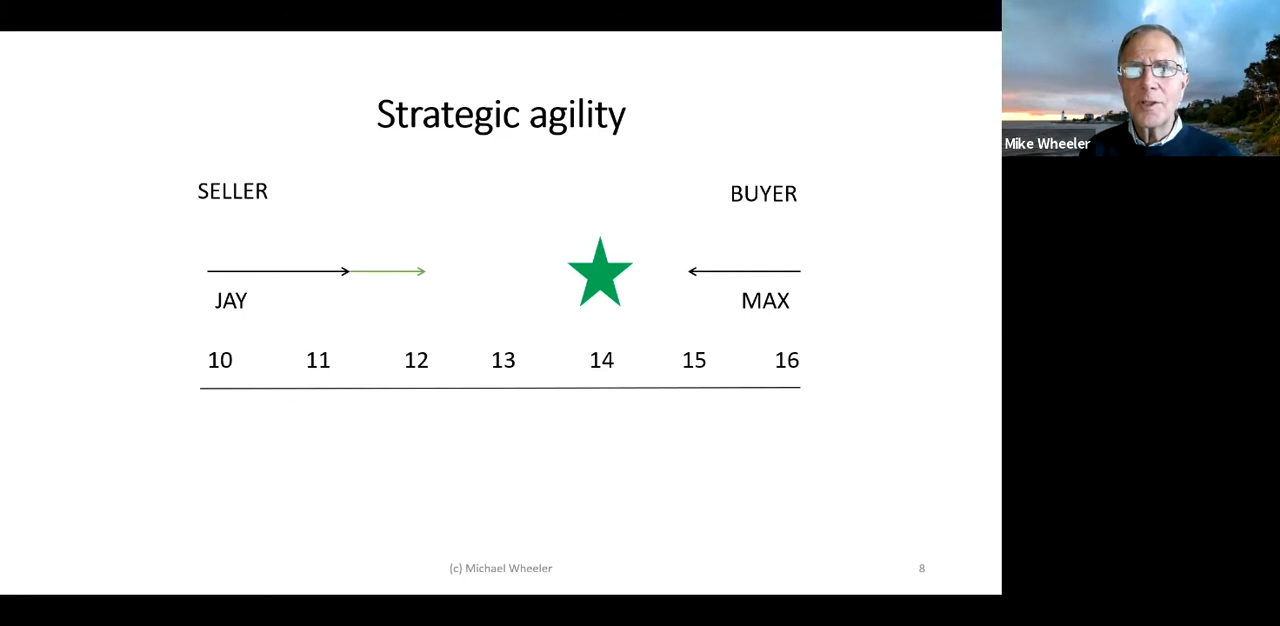 Strategic agility
SELLER
BUYER
JAY
MAX
10 11 12 13 14 15 16
(c) Michael Wheeler
8
Mike Wheeler